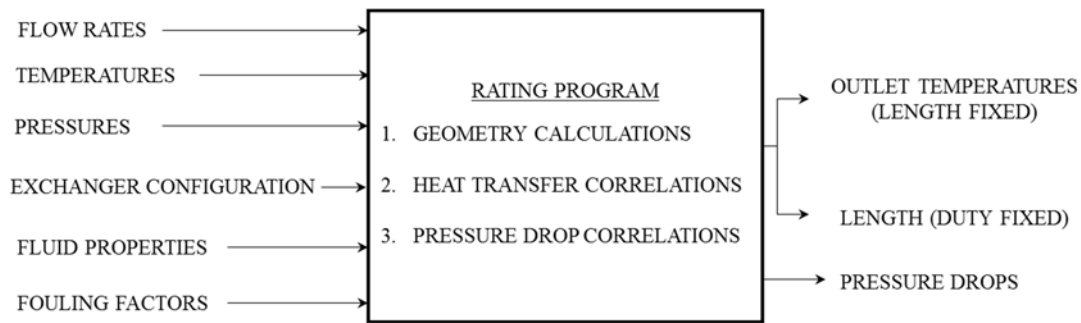 FLOW RATES
TEMPERATURES
PRESSURES
EXCHANGER CONFIGURATION
FLUID PROPERTIES
FOULING FACTORS
RATING PROGRAM
1. GEOMETRY CALCULATIONS
2. HEAT TRANSFER CORRELATIONS
3. PRESSURE DROP CORRELATIONS
OUTLET TEMPERATURES
(LENGTH FIXED)
LENGTH (DUTY FIXED)
PRESSURE DROPS